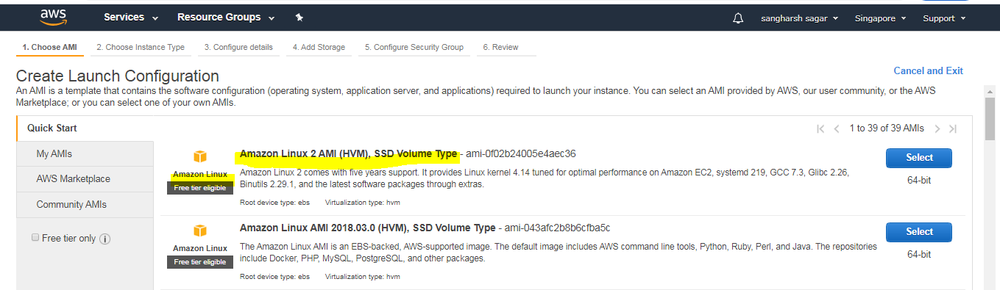 aws Services Resource Groups sangharsh sagar Singapore Support
1. Choose AMI 2. Choose Instance Type 3. Configure details 4. Add Storage 5. Configure Security Group 6. Review
Create Launch Configuration
Cancel and Exit
An AMI is a template that contains the software configuration (operating system, application server, and applications) required to launch your instance. You can select an AMI provided by AWS, our user community, or the AWS
Marketplace; or you can select one of your own AMIs.
Quick Start
1 to 39 of 39 AMIs
My AMIs
AWS Marketplace
Community AMIs
Free tier only
Amazon Linux
Free tier eligible
Amazon Linux 2 AMI (HVM), SSD Volume Type - ami-0f02b24005e4aec36
Amazon Linux 2 comes with five years support. It provides Linux kernel 4.14 tuned for optimal performance on Amazon EC2, systemd 219, GCC 7.3, Glibc 2.26,
Binutils 2.29.1, and the latest software packages through extras.
Root device type: ebs Virtualization type: hvm
Select
64-bit
Amazon Linux
Free tier eligible
Amazon Linux AMI 2018.03.0 (HVM), SSD Volume Type - ami-043afc2b8b6cfba5c
The Amazon Linux AMI is an EBS-backed, AWS-supported image. The default image includes AWS command line tools, Python, Ruby, Perl, and Java. The repositories
include Docker, PHP, MySQL, PostgreSQL, and other packages.
Root device type: ebs Virtualization type: hvm
Select
64-bit